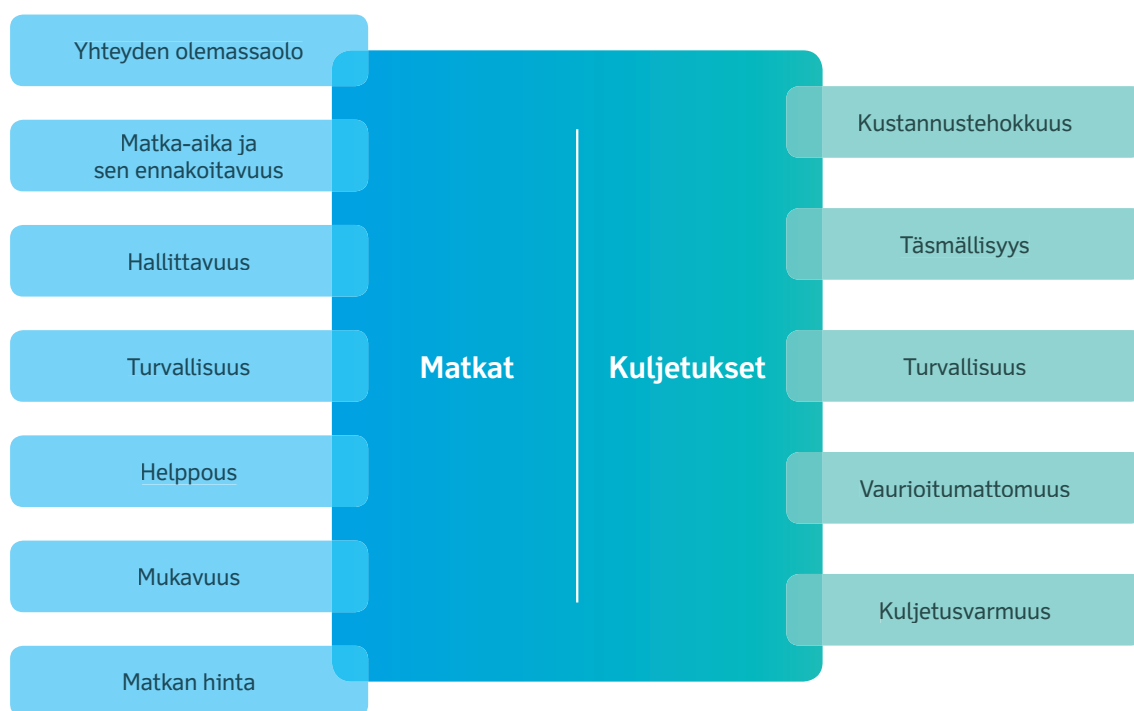 Yhteyden olemassaolo
Matka-aika ja
sen ennakoitavuus
Hallittavuus
Turvallisuus
Helppous
Mukavuus
Matkan hinta
Matkat
Kuljetukset
Kustannustehokkuus
Täsmällisyys
Turvallisuus
Vaurioitumattomuus
Kuljetusvarmuus